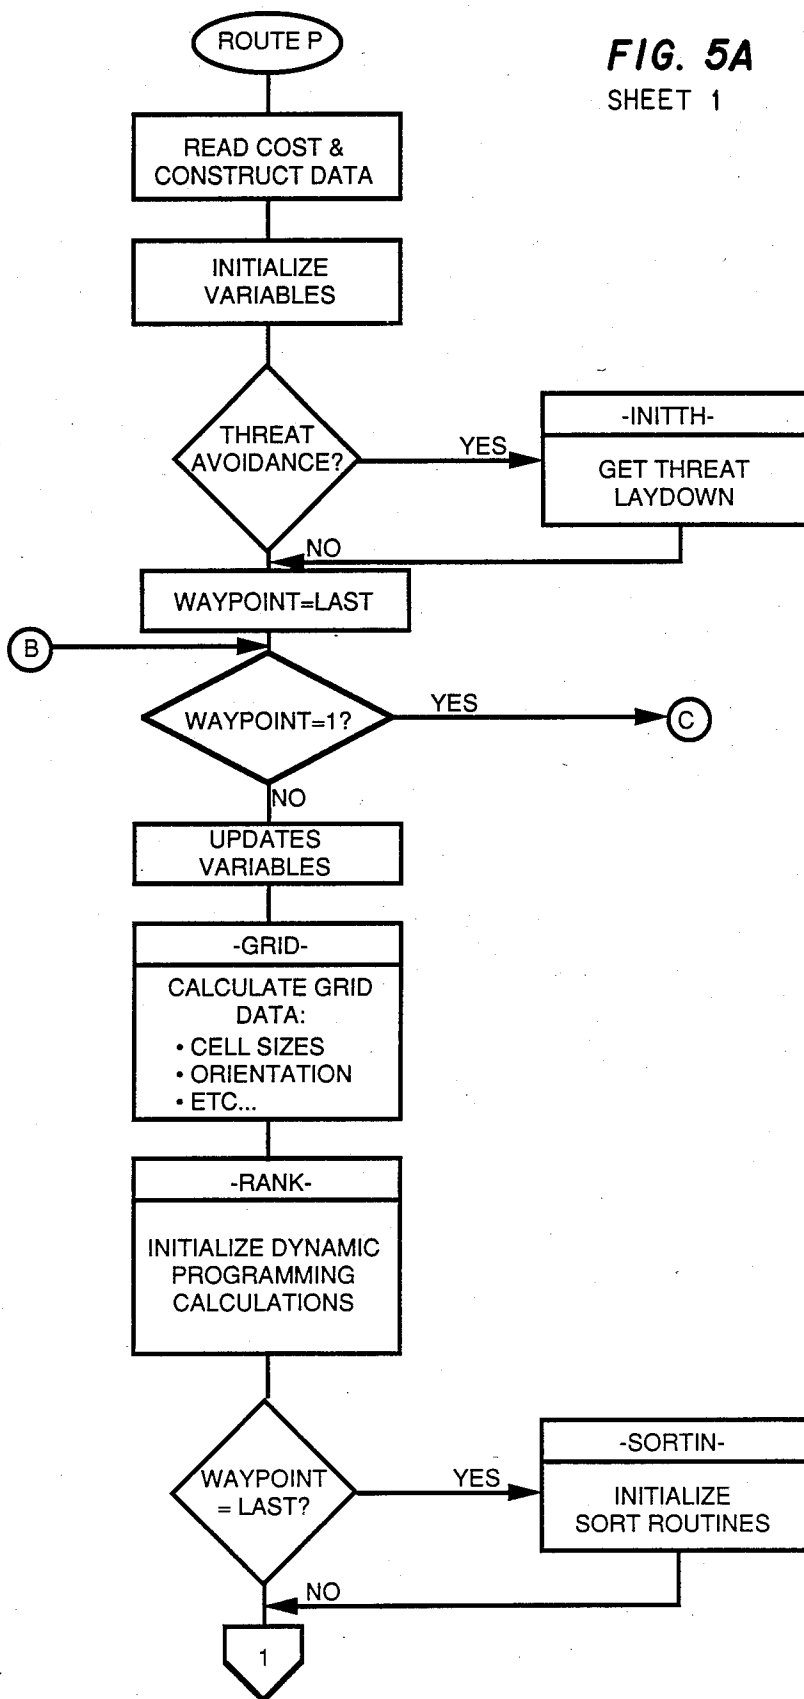 ROUTE P
FIG. 5A
SHEET 1
READ COST &
CONSTRUCT DATA
INITIALIZE
VARIABLES
THREAT
AVOIDANCE?
YES
-INITTH-
GET THREAT
LAYDOWN
NO
WAYPOINT=LAST
B
WAYPOINT=1?
YES
C
NO
UPDATES
VARIABLES
-GRID-
CALCULATE GRID
DATA:
• CELL SIZES
• ORIENTATION
• ETC...
-RANK-
INITIALIZE DYNAMIC
PROGRAMMING
CALCULATIONS
WAYPOINT
= LAST?
YES
-SORTIN-
INITIALIZE
SORT ROUTINES
NO
1